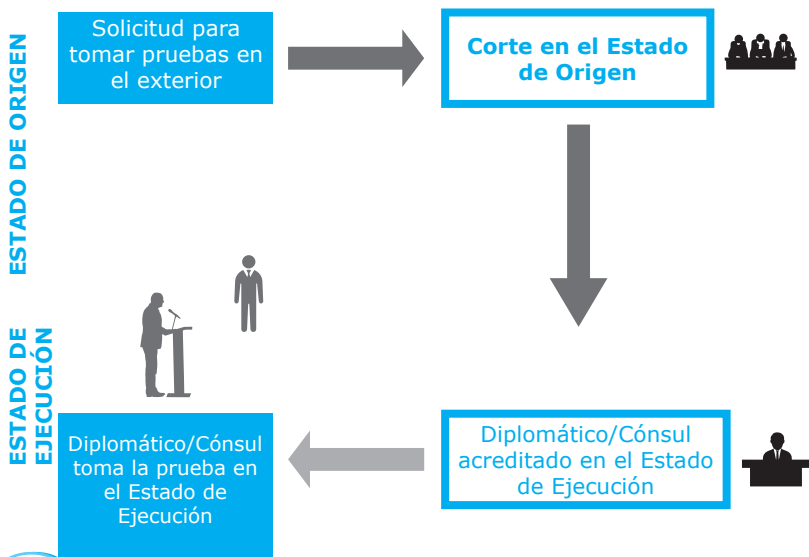 ESTADO DE ORIGEN
Solicitud para
tomar pruebas en
el exterior
Corte en el Estado
de Origen
ESTADO DE
EJECUCIÓN
Diplomático/Cónsul
toma la prueba en
el Estado de
Ejecución
Diplomático/Cónsul
acreditado en el Estado
de Ejecución